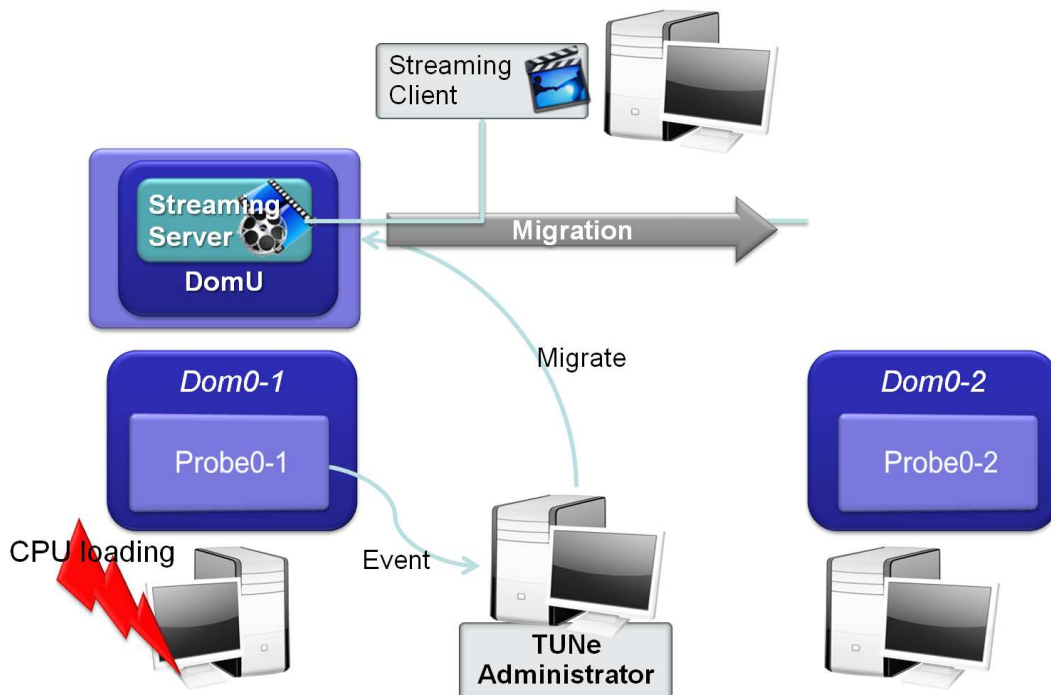 Streaming
Client
Streaming
Server
DomU
Migration
Migrate
Dom0-1
Probe0-1
Dom0-2
Probe0-2
CPU loading
Event
TUNe
Administrator